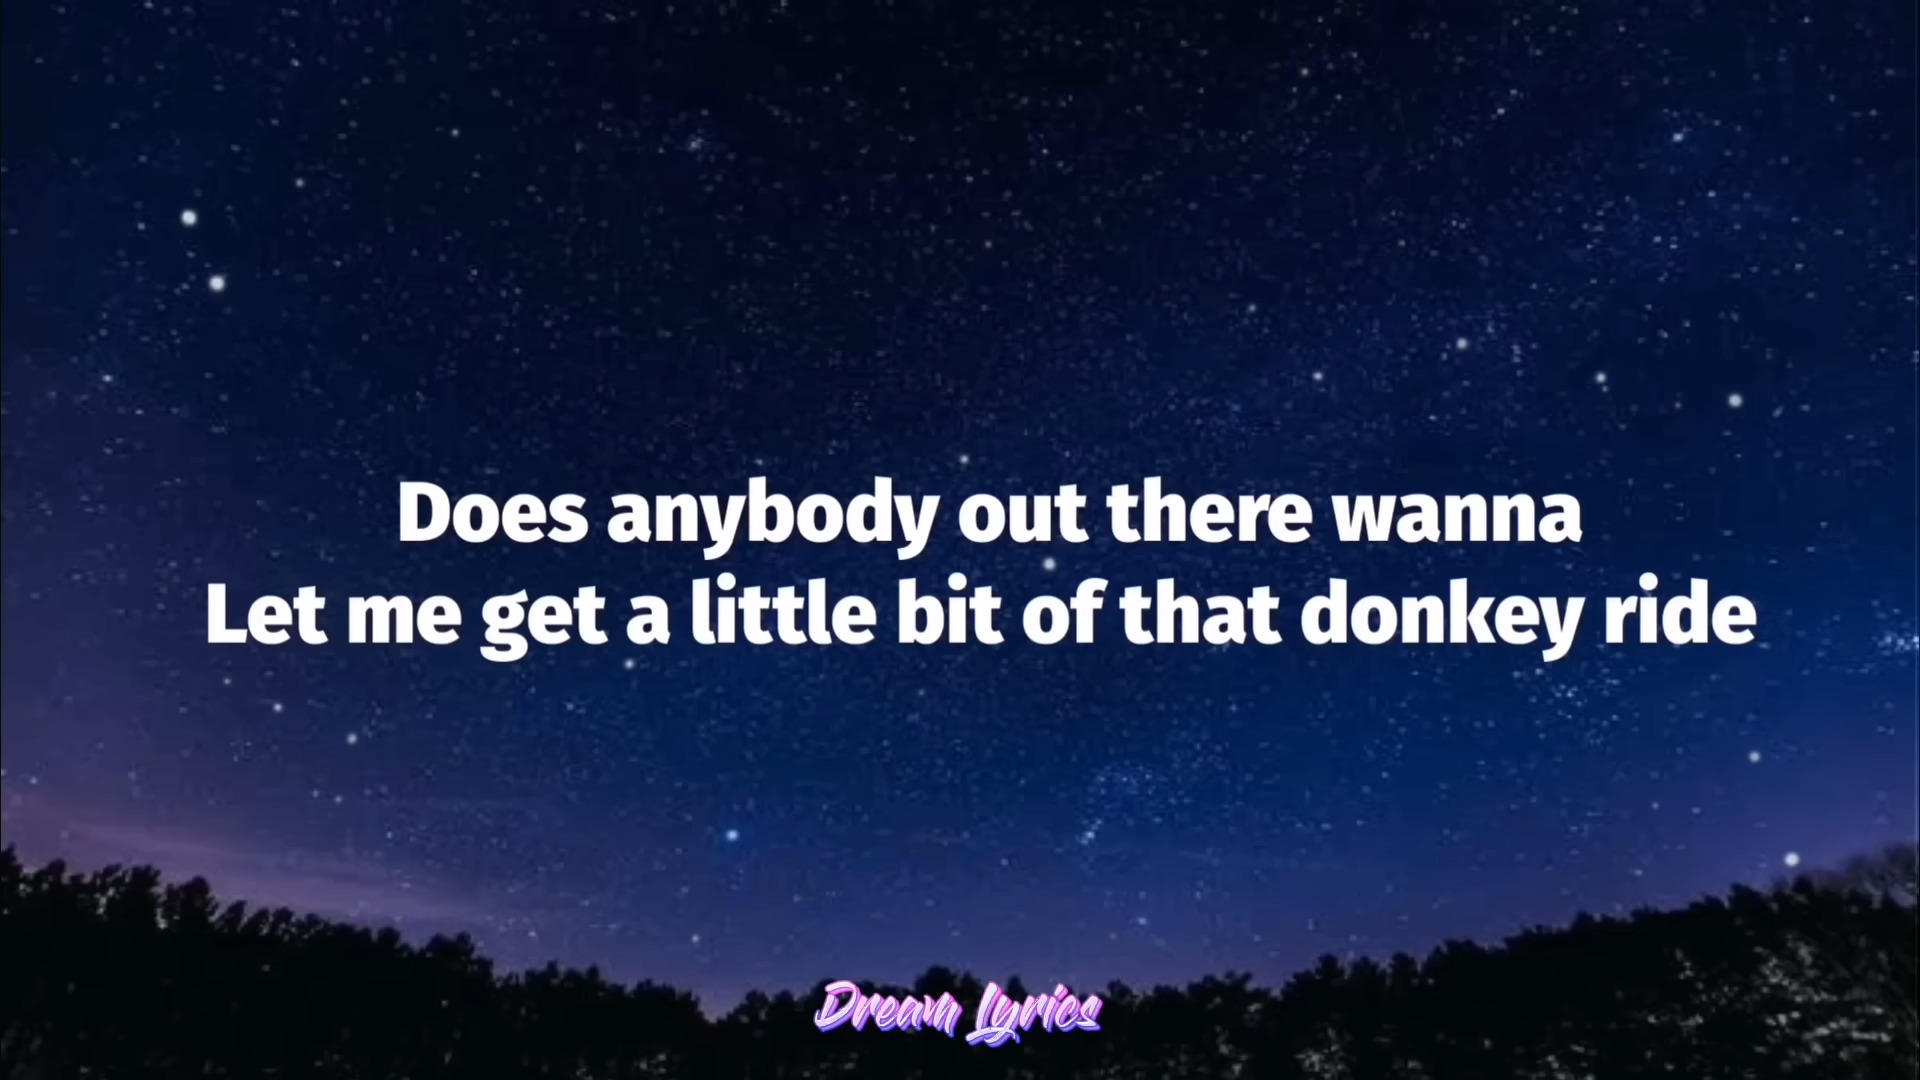 Does anybody out there wanna
Let me get a little bit of that donkey ride
Dream Lyrics